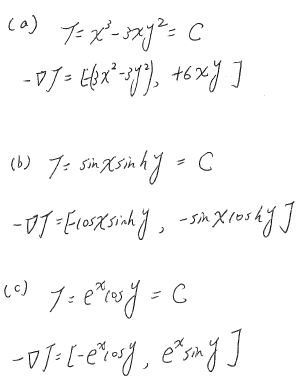 (a) T = x³ - 3xy² = C
-∇T = [-(3x² - 3y²), +6xy]
(b) T = sin x sinh y = C
-∇T = [-cos x sinh y, -sin x cosh y]
(c) T = eˣ cos y = C
-∇T = [-eˣ cos y, eˣ sin y]